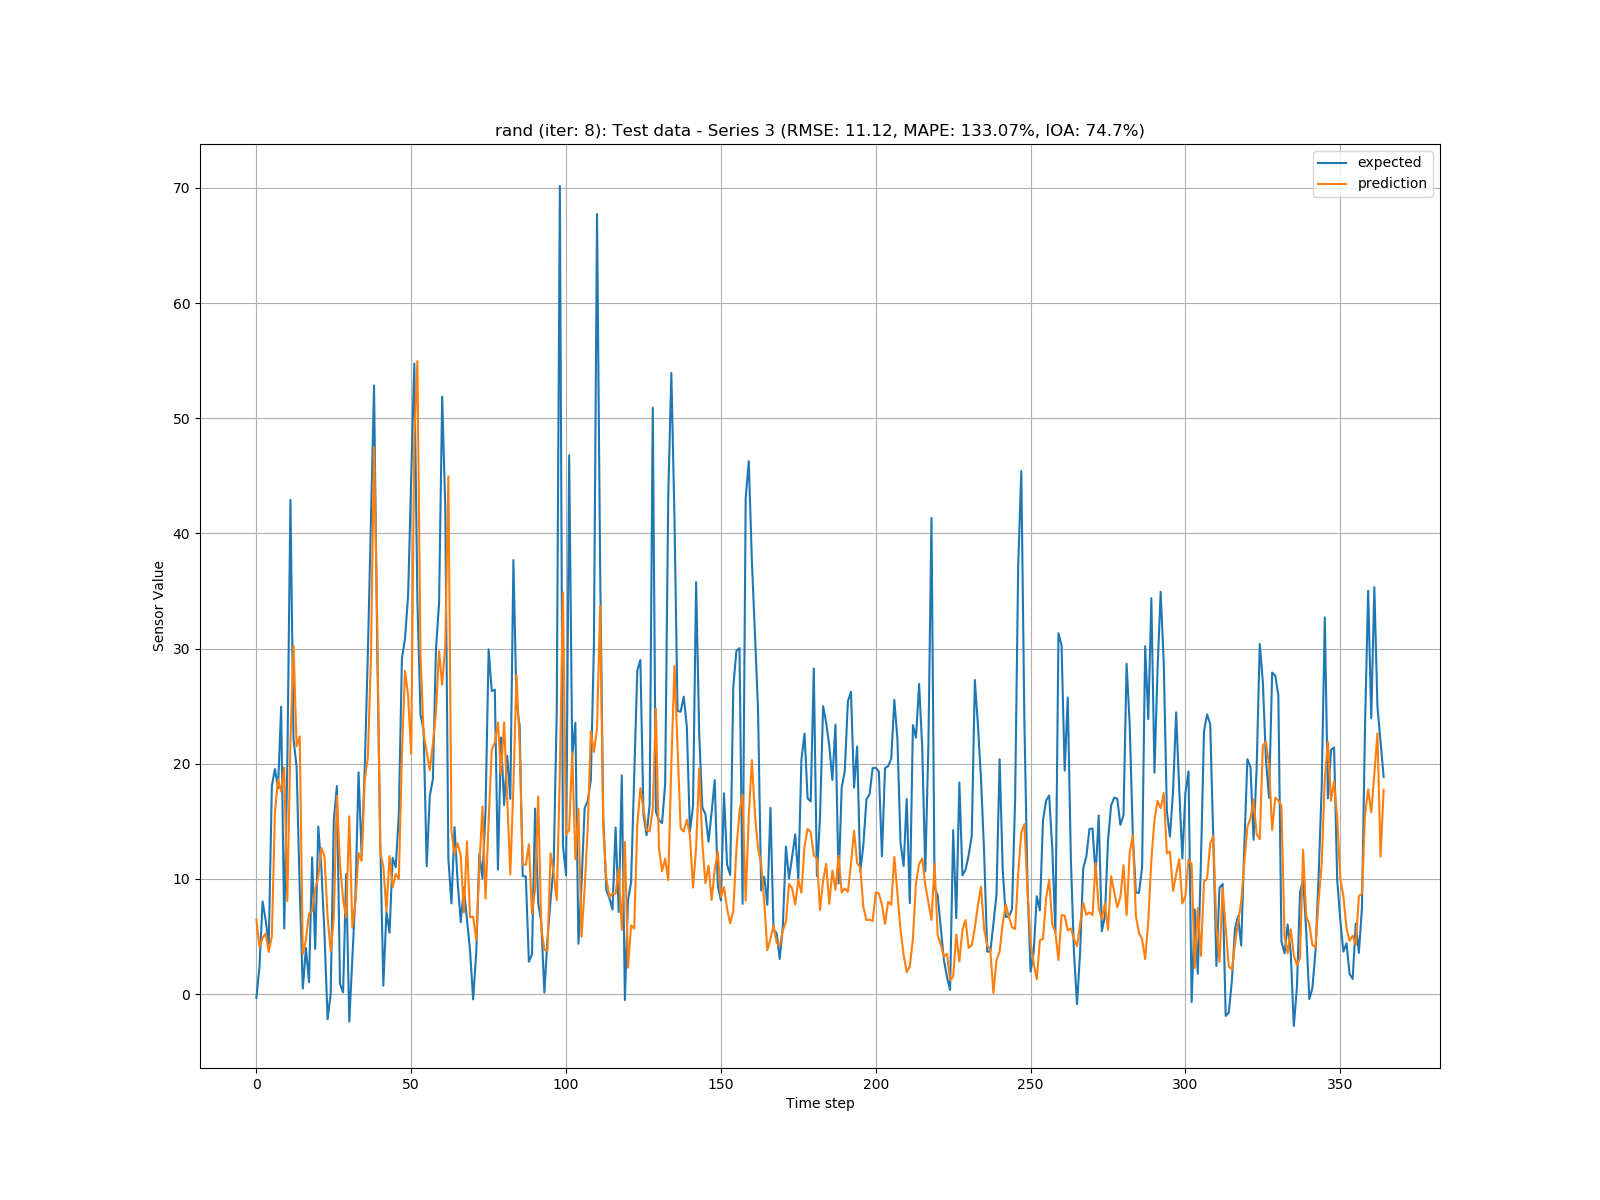 rand (iter: 8): Test data - Series 3 (RMSE: 11.12, MAPE: 133.07%, IOA: 74.7%)
expected
prediction
70
60
50
40
30
20
10
0
Sensor Value
0 50 100 150 200 250 300 350
Time step